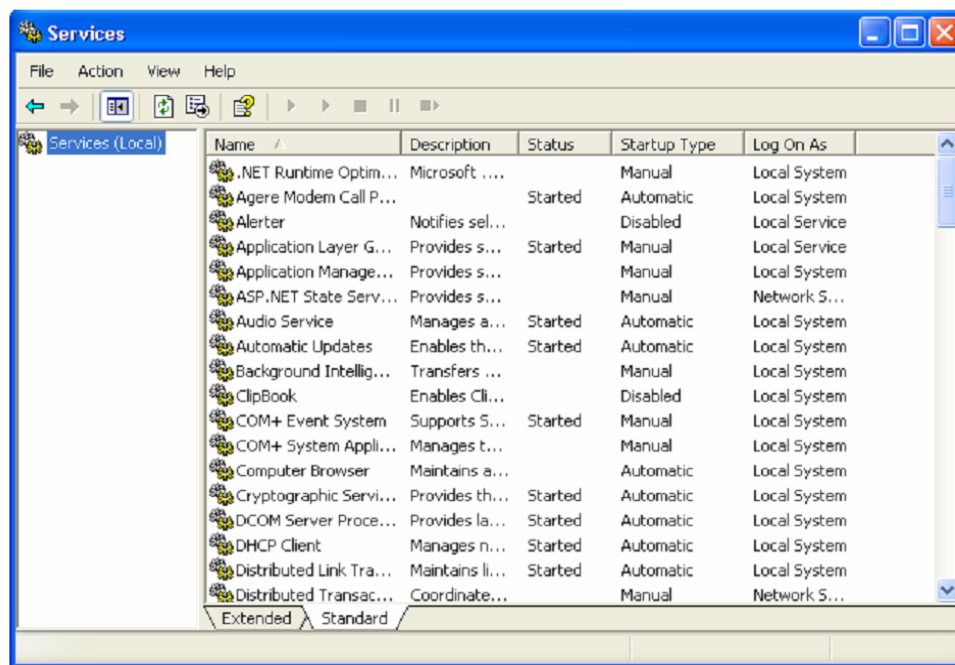 Services
File Action View Help
Services (Local)
Name Description Status Startup Type Log On As
.NET Runtime Optim... Microsoft .... Manual Local System
Agere Modem Call P... Started Automatic Local System
Alerter Notifies sel... Disabled Local Service
Application Layer G... Provides s... Started Manual Local Service
Application Manage... Provides s... Manual Local System
ASP.NET State Serv... Provides s... Manual Network S...
Audio Service Manages a... Started Automatic Local System
Automatic Updates Enables th... Started Automatic Local System
Background Intellig... Transfers ... Manual Local System
ClipBook Enables Cli... Disabled Local System
COM+ Event System Supports S... Started Manual Local System
COM+ System Appli... Manages t... Manual Local System
Computer Browser Maintains a... Automatic Local System
Cryptographic Servi... Provides th... Started Automatic Local System
DCOM Server Proce... Provides la... Started Automatic Local System
DHCP Client Manages n... Started Automatic Local System
Distributed Link Tra... Maintains li... Started Automatic Local System
Distributed Transac... Coordinate... Manual Network S...
Extended Standard